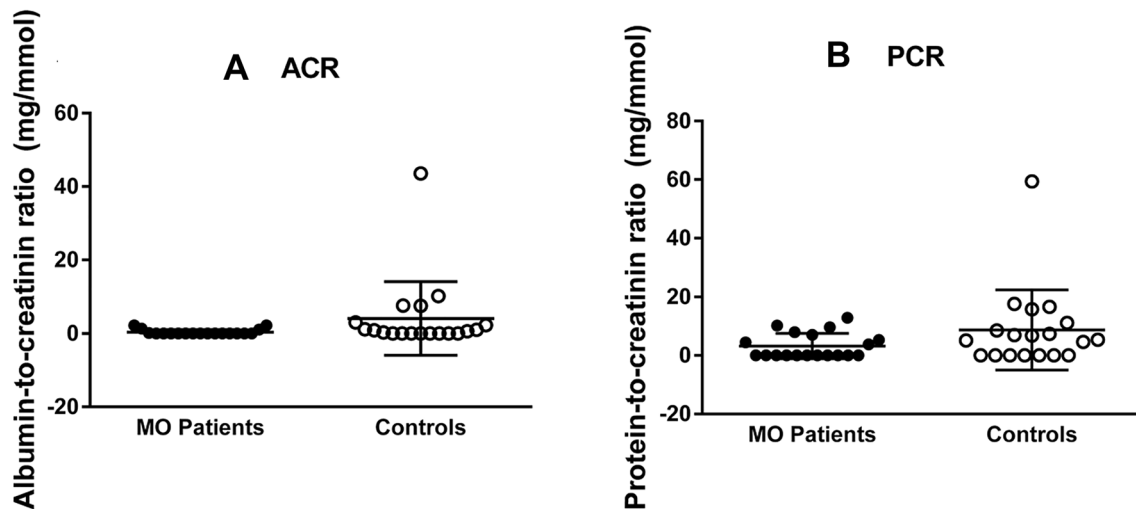 A ACR
Albumin-to-creatinin ratio (mg/mmol)
60
40
20
0
-20
MO Patients Controls
B PCR
Protein-to-creatinin ratio (mg/mmol)
80
60
40
20
0
-20
MO Patients Controls